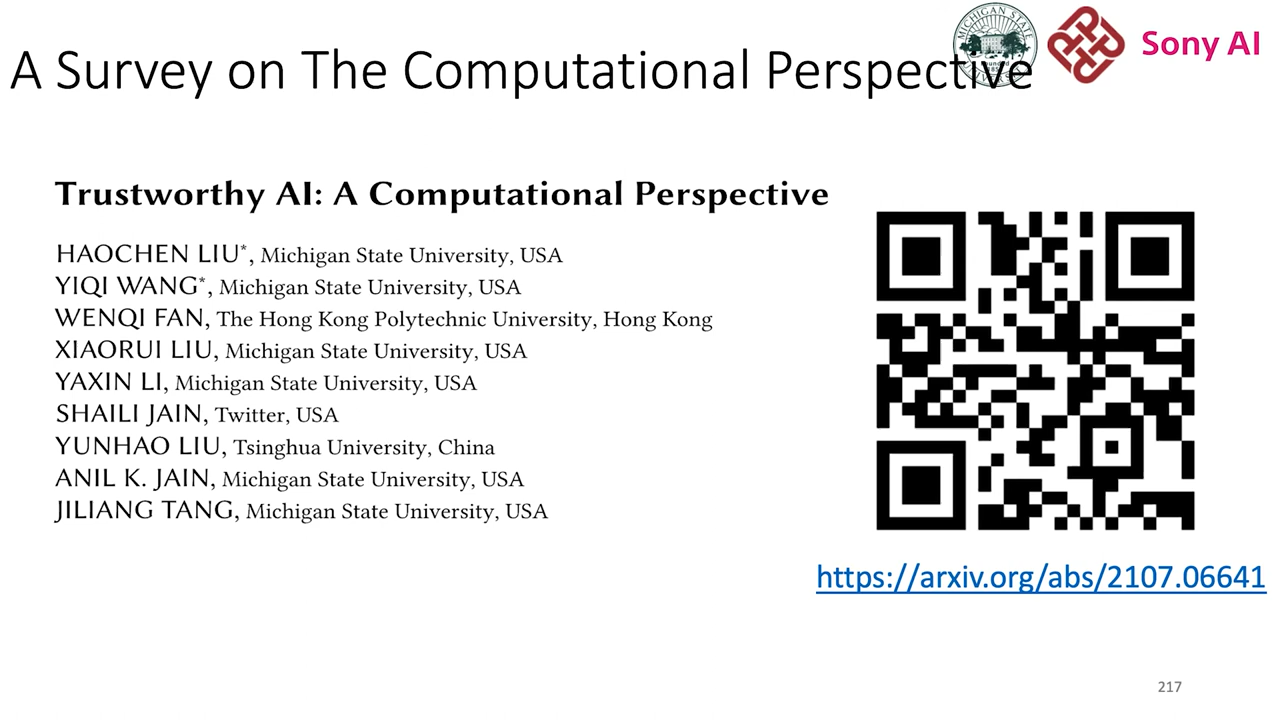 A Survey on The Computational Perspective
Sony AI
Trustworthy AI: A Computational Perspective
HAOCHEN LIU*, Michigan State University, USA
YIQI WANG*, Michigan State University, USA
WENQI FAN, The Hong Kong Polytechnic University, Hong Kong
XIAORUI LIU, Michigan State University, USA
YAXIN LI, Michigan State University, USA
SHAILI JAIN, Twitter, USA
YUNHAO LIU, Tsinghua University, China
ANIL K. JAIN, Michigan State University, USA
JILIANG TANG, Michigan State University, USA
https://arxiv.org/abs/2107.06641
217